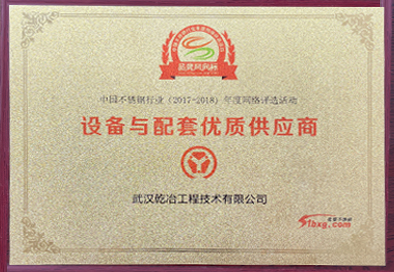 中国不锈钢行业（2017-2018）年度网络评选活动
设备与配套优质供应商
武汉乾冶工程技术有限公司
51bxg.com